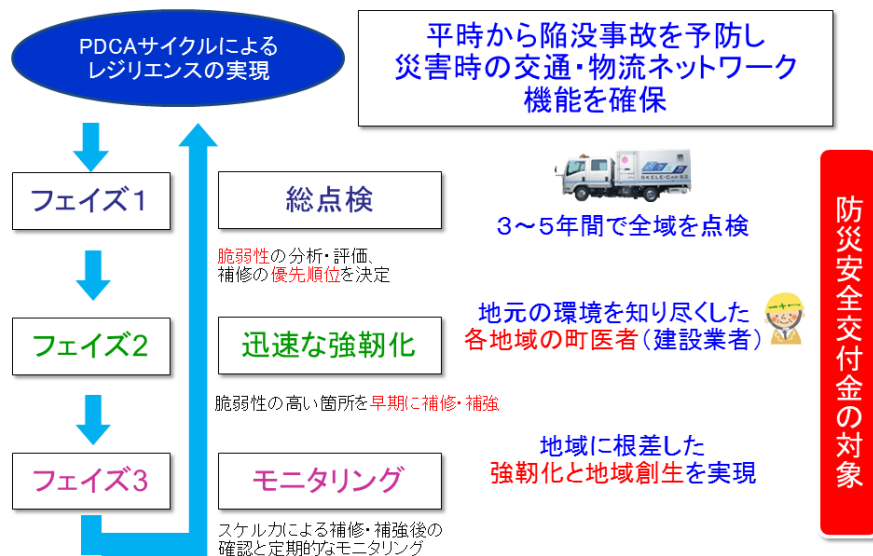 PDCAサイクルによる
レジリエンスの実現
平時から陥没事故を予防し
災害時の交通・物流ネットワーク
機能を確保
フェイズ1
総点検
3～5年間で全域を点検
脆弱性の分析・評価、
補修の優先順位を決定
フェイズ2
迅速な強靭化
地元の環境を知り尽くした
各地域の町医者(建設業者)
脆弱性の高い箇所を早期に補修・補強
フェイズ3
モニタリング
地域に根差した
強靭化と地域創生を実現
スケルカによる補修・補強後の
確認と定期的なモニタリング
防災安全交付金の対象